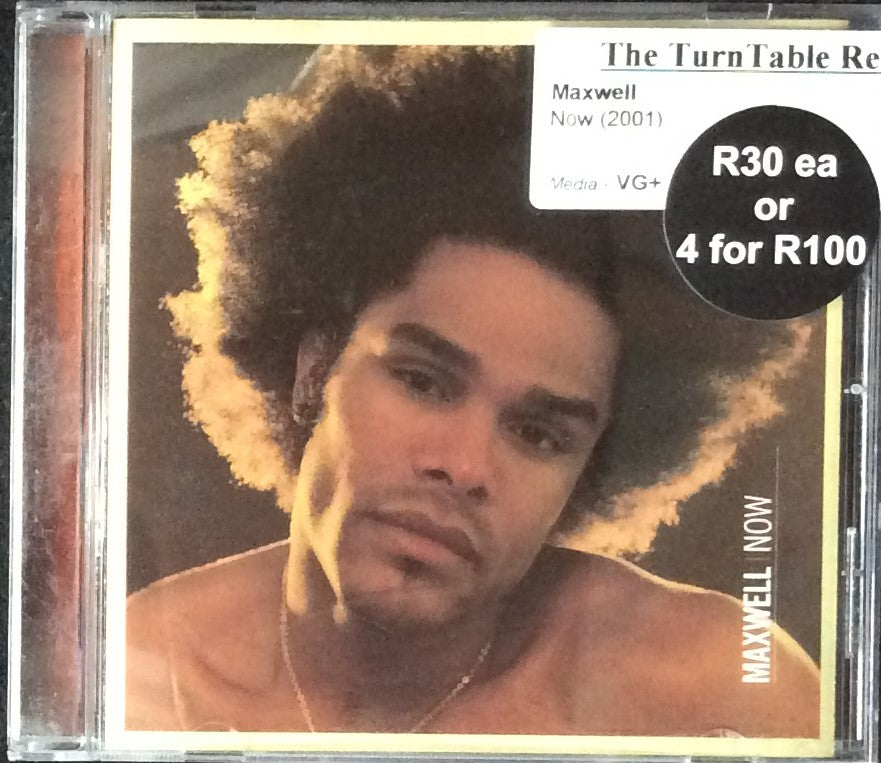 The TurnTable Re
Maxwell
Now (2001)
Media - VG+
R30 ea
or
4 for R100
MAXWELL | NOW